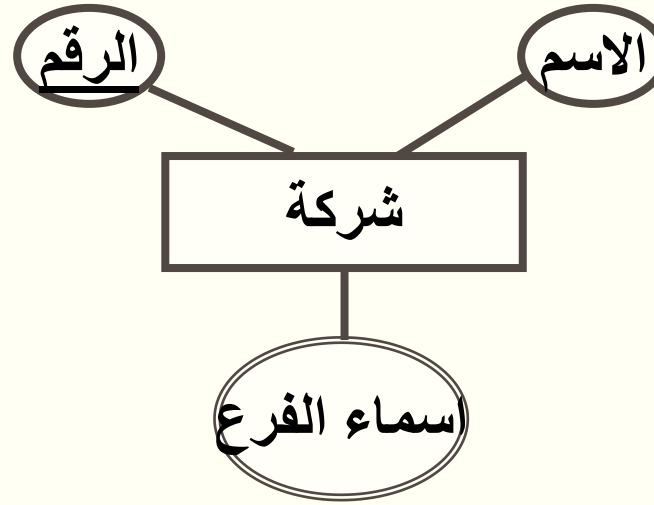 الاسم
الرقم
شركة
اسماء الفرع